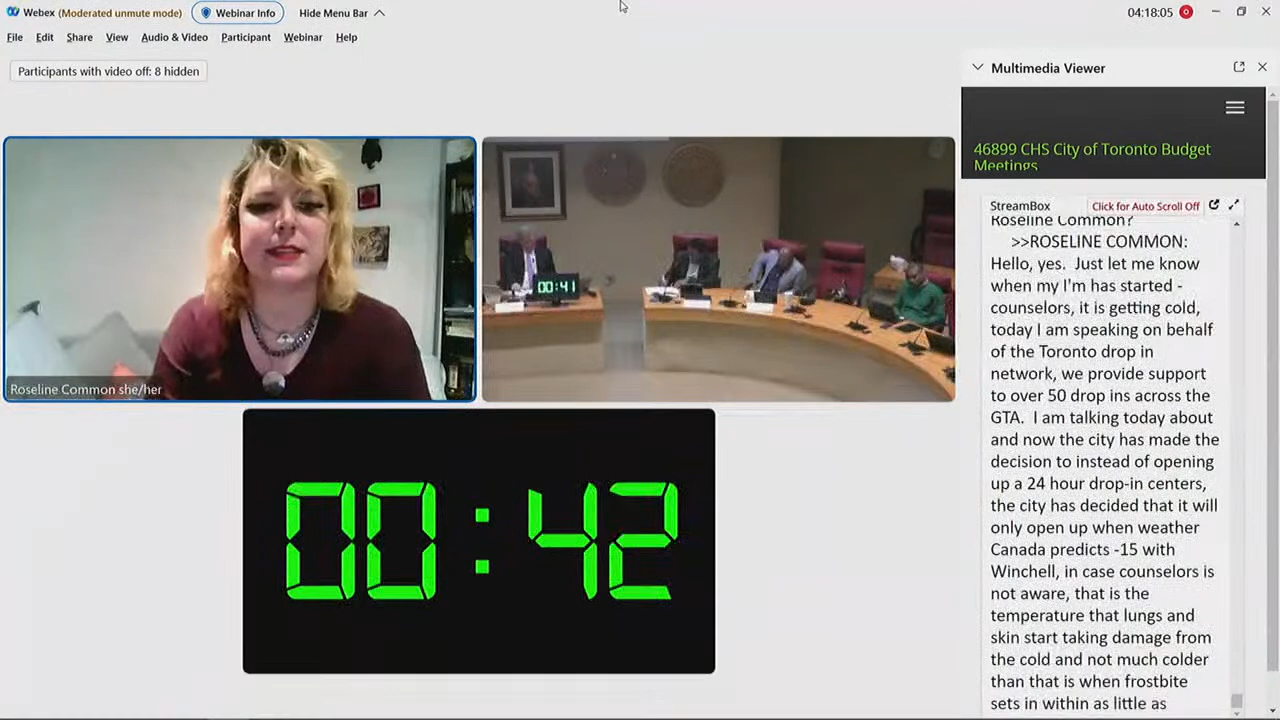 Webex (Moderated unmute mode) Webinar Info Hide Menu Bar 04:18:05
File Edit Share View Audio & Video Participant Webinar Help
Participants with video off: 8 hidden
Multimedia Viewer
46899 CHS City of Toronto Budget
Meetings
StreamBox Click for Auto Scroll Off
Roseline Common?
>>ROSELINE COMMON:
Hello, yes. Just let me know
when my I'm has started -
counselors, it is getting cold,
today I am speaking on behalf
of the Toronto drop in
network, we provide support
to over 50 drop ins across the
GTA. I am talking today about
and now the city has made the
decision to instead of opening
up a 24 hour drop-in centers,
the city has decided that it will
only open up when weather
Canada predicts -15 with
Winchell, in case counselors is
not aware, that is the
temperature that lungs and
skin start taking damage from
the cold and not much colder
than that is when frostbite
sets in within as little as
Roseline Common she/her
00:41
00:42